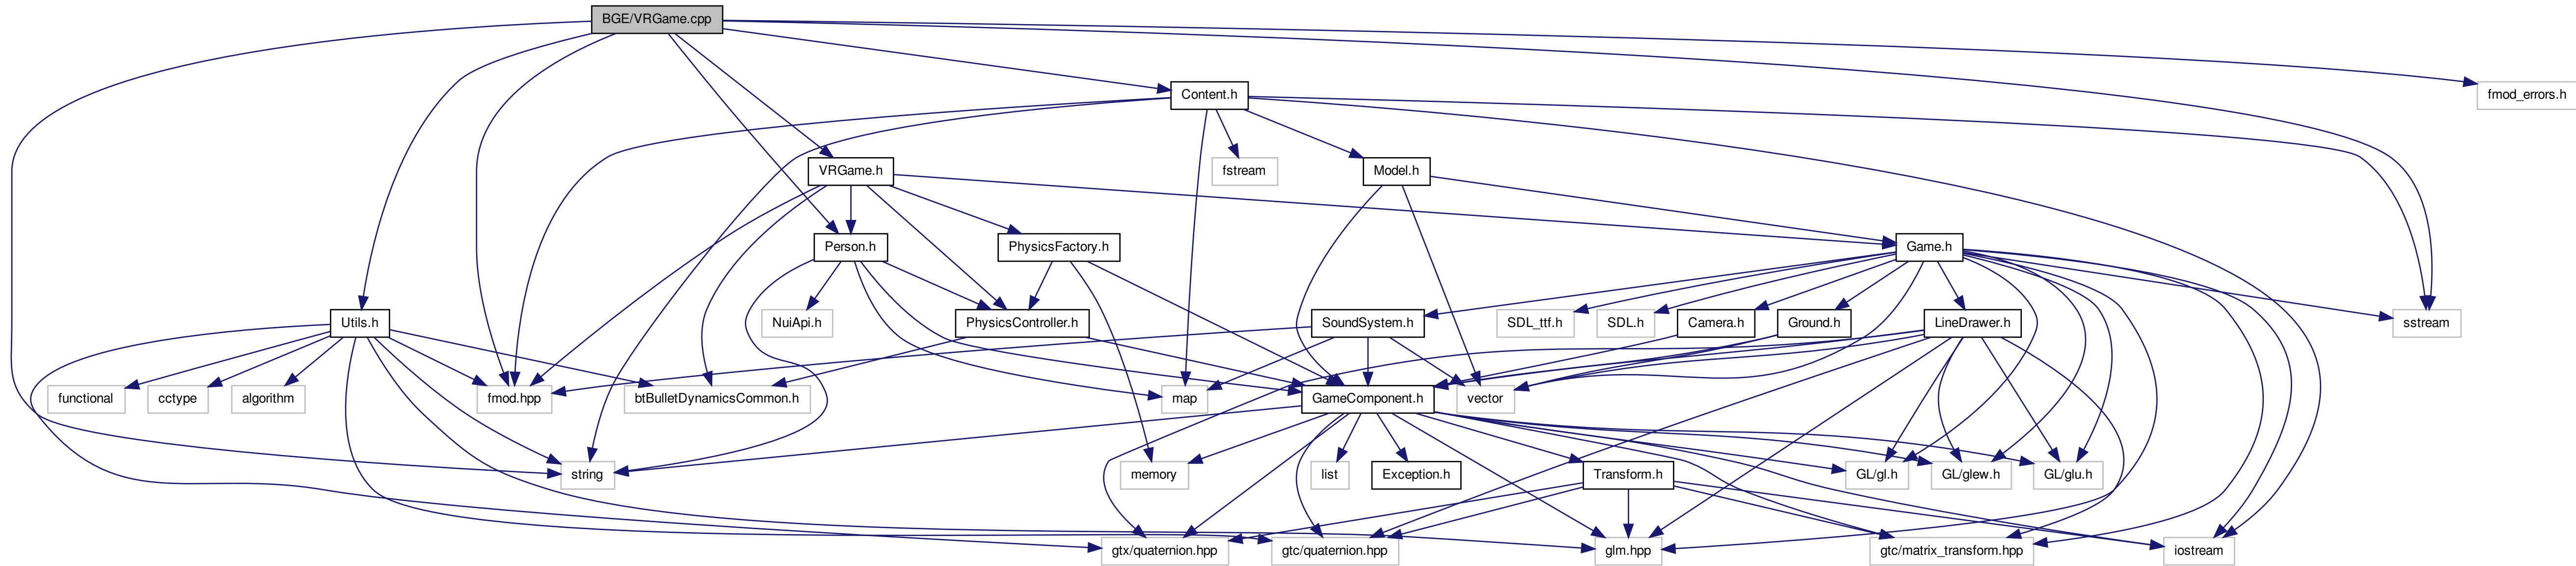 BGE/VRGame.cpp
Content.h
fmod_errors.h
VRGame.h
fstream
Model.h
Person.h
PhysicsFactory.h
Game.h
Utils.h
NuiApi.h
PhysicsController.h
SoundSystem.h
SDL_ttf.h
SDL.h
Camera.h
Ground.h
LineDrawer.h
sstream
functional
cctype
algorithm
fmod.hpp
btBulletDynamicsCommon.h
map
GameComponent.h
vector
string
memory
list
Exception.h
Transform.h
GL/gl.h
GL/glew.h
GL/glu.h
gtx/quaternion.hpp
gtc/quaternion.hpp
glm.hpp
gtc/matrix_transform.hpp
iostream